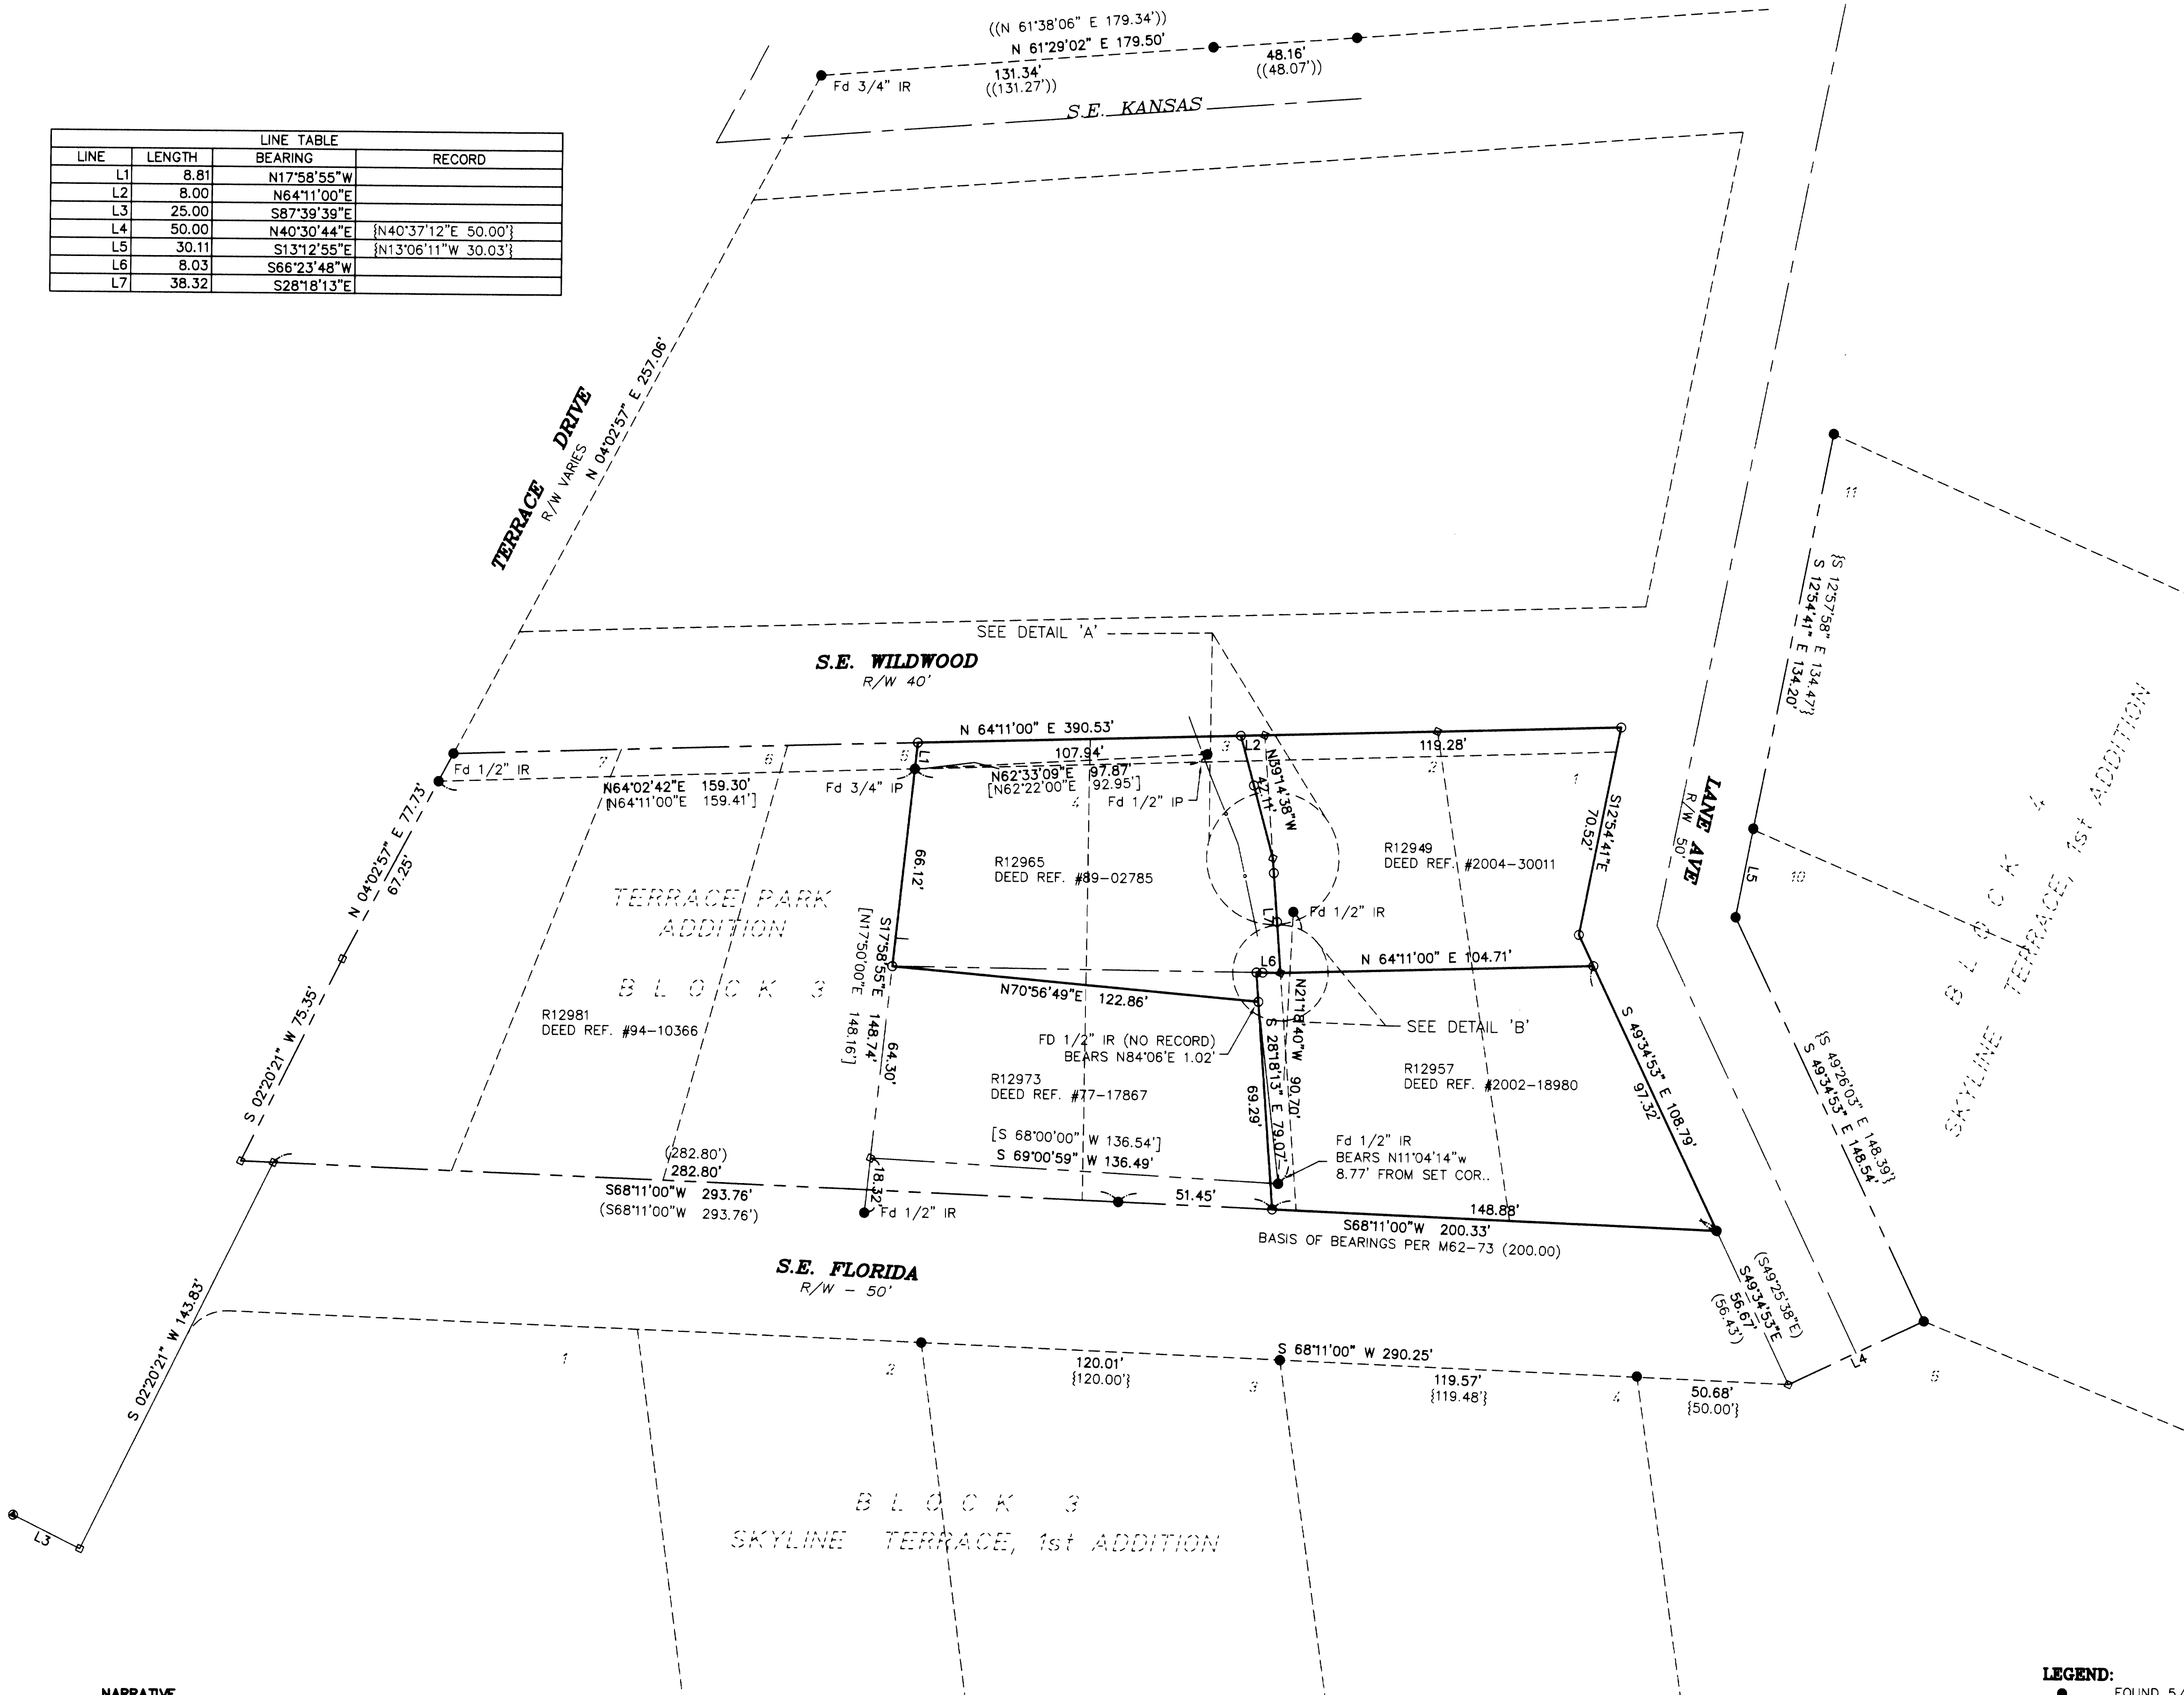 ((N 61°38'06" E 179.34'))
N 61°29'02" E 179.50'
131.34'
((131.27'))
48.16'
((48.07'))
Fd 3/4" IR
S.E. KANSAS
LINE TABLE
LINE LENGTH BEARING RECORD
L1 8.81 N17°58'55"W
L2 8.00 N64°11'00"E
L3 25.00 S87°39'39"E
L4 50.00 N40°30'44"E {N40°37'12"E 50.00'}
L5 30.11 S13°12'55"E {N13°06'11"W 30.03'}
L6 8.03 S66°23'48"W
L7 38.32 S28°18'13"E
TERRACE DRIVE
R/W VARIES
N 04°02'57" E 257.06'
11
{S 12°57'58" E 134.47'}
S 12°54'41" E 134.20'
SEE DETAIL 'A'
S.E. WILDWOOD
R/W 40'
N 64°11'00" E 390.53'
107.94'
119.28'
7
6
5
L1
3
L2
2
1
Fd 1/2" IR
N64°02'42"E 159.30'
[N64°11'00"E 159.41']
Fd 3/4" IP
N62°33'09"E 97.87'
[N62°22'00"E 92.95']
4
Fd 1/2" IP
N39°14'38"W
47.11'
S12°54'41"E
70.52'
LANE AVE
R/W 50'
L5
10
BLOCK 4
SKYLINE TERRACE, 1st ADDITION
N 04°02'57" E 77.73'
67.25'
66.12'
R12965
DEED REF. #89-02785
R12949
DEED REF. #2004-30011
TERRACE PARK
ADDITION
BLOCK 3
L7
Fd 1/2" IR
L6
N 64°11'00" E 104.71'
S17°58'55"E 148.74'
[N17°50'00"E 148.16']
64.30'
N70°56'49"E 122.86'
R12981
DEED REF. #94-10366
FD 1/2" IR (NO RECORD)
BEARS N84°06'E 1.02'
SEE DETAIL 'B'
N21°18'40"W 90.70'
S 28°18'13" E 79.07'
69.29'
S 49°34'53" E 108.79'
97.32'
{S 49°26'03" E 148.39'}
S 49°34'53" E 148.54'
S 02°20'21" W 75.35'
R12973
DEED REF. #77-17867
R12957
DEED REF. #2002-18980
[S 68°00'00" W 136.54']
S 69°00'59" W 136.49'
Fd 1/2" IR
BEARS N11°04'14"w
8.77' FROM SET COR..
(282.80')
282.80'
S68°11'00"W 293.76'
(S68°11'00"W 293.76')
18.32'
Fd 1/2" IR
51.45'
148.88'
S68°11'00"W 200.33'
BASIS OF BEARINGS PER M62-73 (200.00)
S.E. FLORIDA
R/W - 50'
(S49°25'38"E)
S49°34'53"E
56.67'
(56.43')
L4
S 02°20'21" W 143.83'
1
2
120.01'
{120.00'}
S 68°11'00" W 290.25'
3
119.57'
{119.48'}
4
50.68'
{50.00'}
L3
BLOCK 3
SKYLINE TERRACE, 1st ADDITION
NARRATIVE
LEGEND: